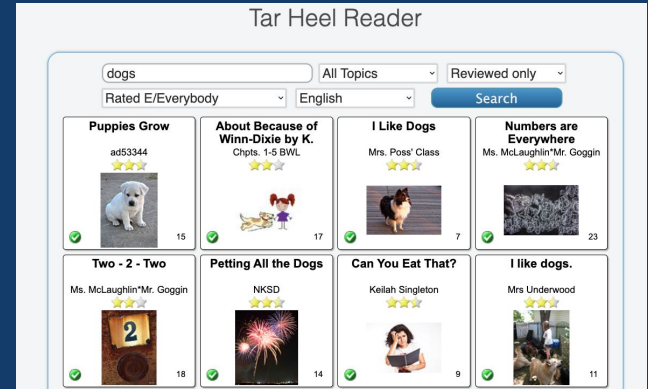 Tar Heel Reader
dogs
All Topics
Reviewed only
Rated E/Everybody
English
Search
Puppies Grow
ad53344
15
About Because of
Winn-Dixie by K.
Chpts. 1-5 BWL
17
I Like Dogs
Mrs. Poss' Class
7
Numbers are
Everywhere
Ms. McLaughlin*Mr. Goggin
23
Two - 2 - Two
Ms. McLaughlin*Mr. Goggin
2
18
Petting All the Dogs
NKSD
14
Can You Eat That?
Keilah Singleton
9
I like dogs.
Mrs Underwood
11